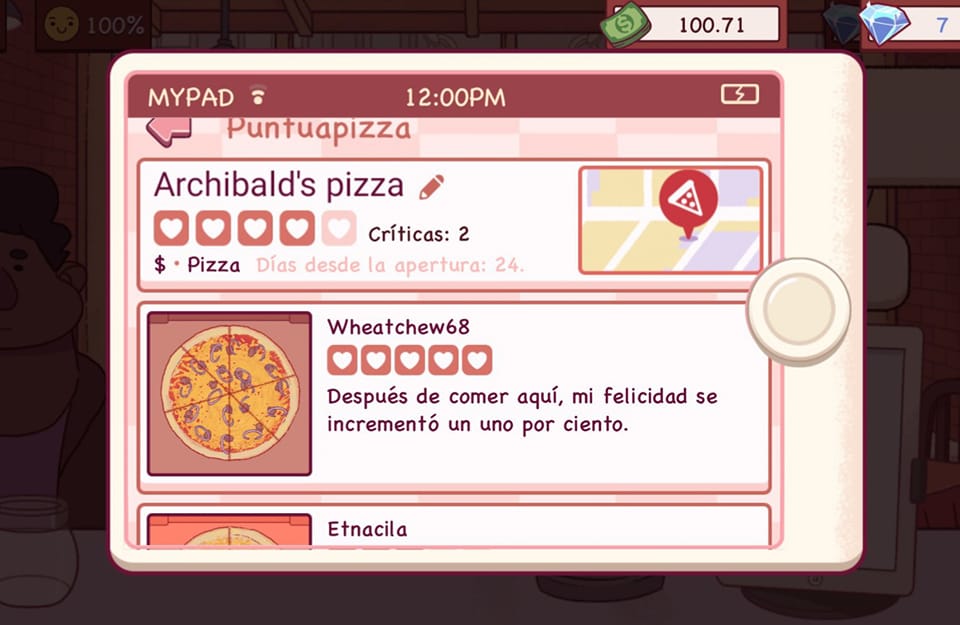 100%
100.71
7
MYPAD
12:00PM
Puntuapizza
Archibald's pizza
Críticas: 2
$ • Pizza Días desde la apertura: 24.
Wheatchew68
Después de comer aquí, mi felicidad se
incrementó un uno por ciento.
Etnacila